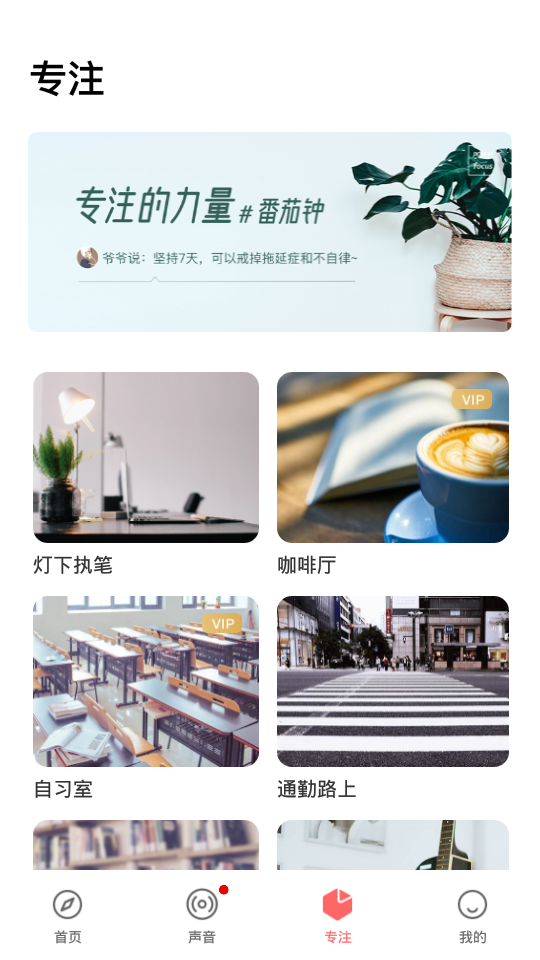 专注
专注的力量 # 番茄钟
Focus
爷爷说：坚持7天，可以戒掉拖延症和不自律~
VIP
灯下执笔
咖啡厅
VIP
自习室
通勤路上
首页
声音
专注
我的